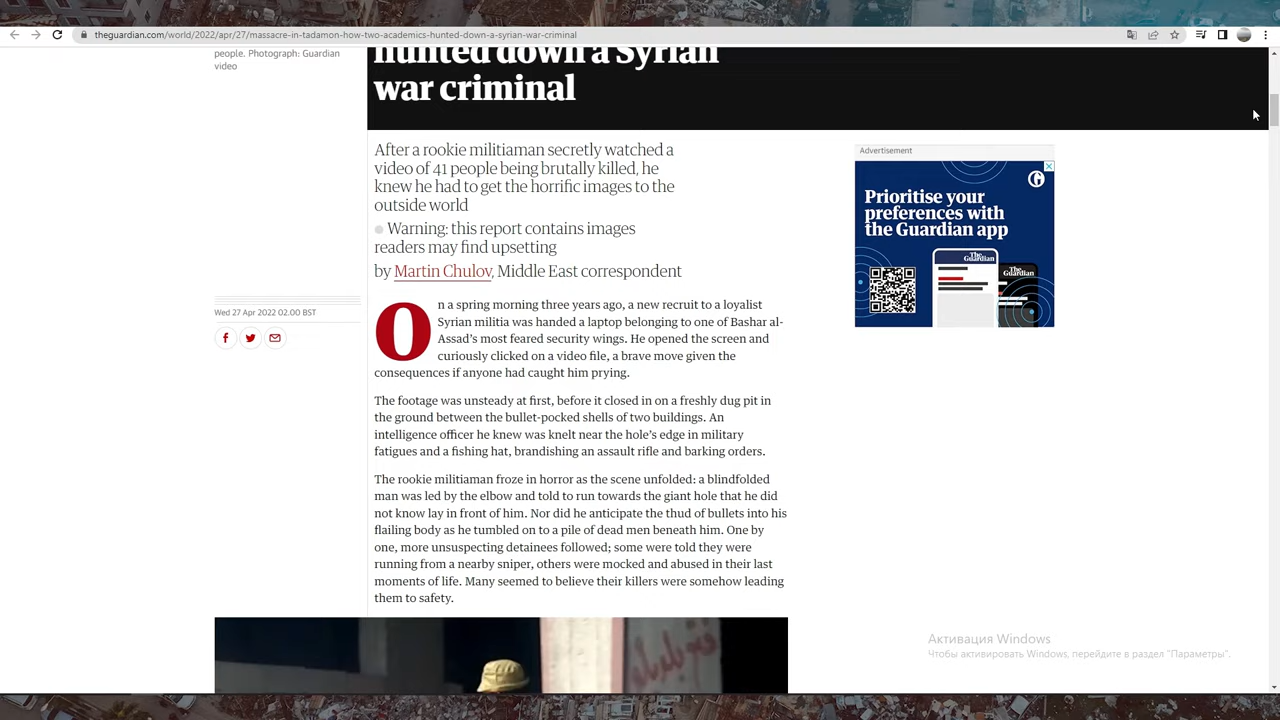 theguardian.com/world/2022/apr/27/massacre-in-tadamon-how-two-academics-hunted-down-a-syrian-war-criminal
people. Photograph: Guardian
video
hunted down a Syrian
war criminal
After a rookie militiaman secretly watched a
video of 41 people being brutally killed, he
knew he had to get the horrific images to the
outside world
Warning: this report contains images
readers may find upsetting
by Martin Chulov, Middle East correspondent
Wed 27 Apr 2022 02.00 BST
On a spring morning three years ago, a new recruit to a loyalist
Syrian militia was handed a laptop belonging to one of Bashar al-
Assad’s most feared security wings. He opened the screen and
curiously clicked on a video file, a brave move given the
consequences if anyone had caught him prying.
The footage was unsteady at first, before it closed in on a freshly dug pit in
the ground between the bullet-pocked shells of two buildings. An
intelligence officer he knew was knelt near the hole’s edge in military
fatigues and a fishing hat, brandishing an assault rifle and barking orders.
The rookie militiaman froze in horror as the scene unfolded: a blindfolded
man was led by the elbow and told to run towards the giant hole that he did
not know lay in front of him. Nor did he anticipate the thud of bullets into his
flailing body as he tumbled on to a pile of dead men beneath him. One by
one, more unsuspecting detainees followed; some were told they were
running from a nearby sniper, others were mocked and abused in their last
moments of life. Many seemed to believe their killers were somehow leading
them to safety.
Advertisement
Prioritise your
preferences with
the Guardian app
The
Guardian
The
Guardian
Активация Windows
Чтобы активировать Windows, перейдите в раздел "Параметры".